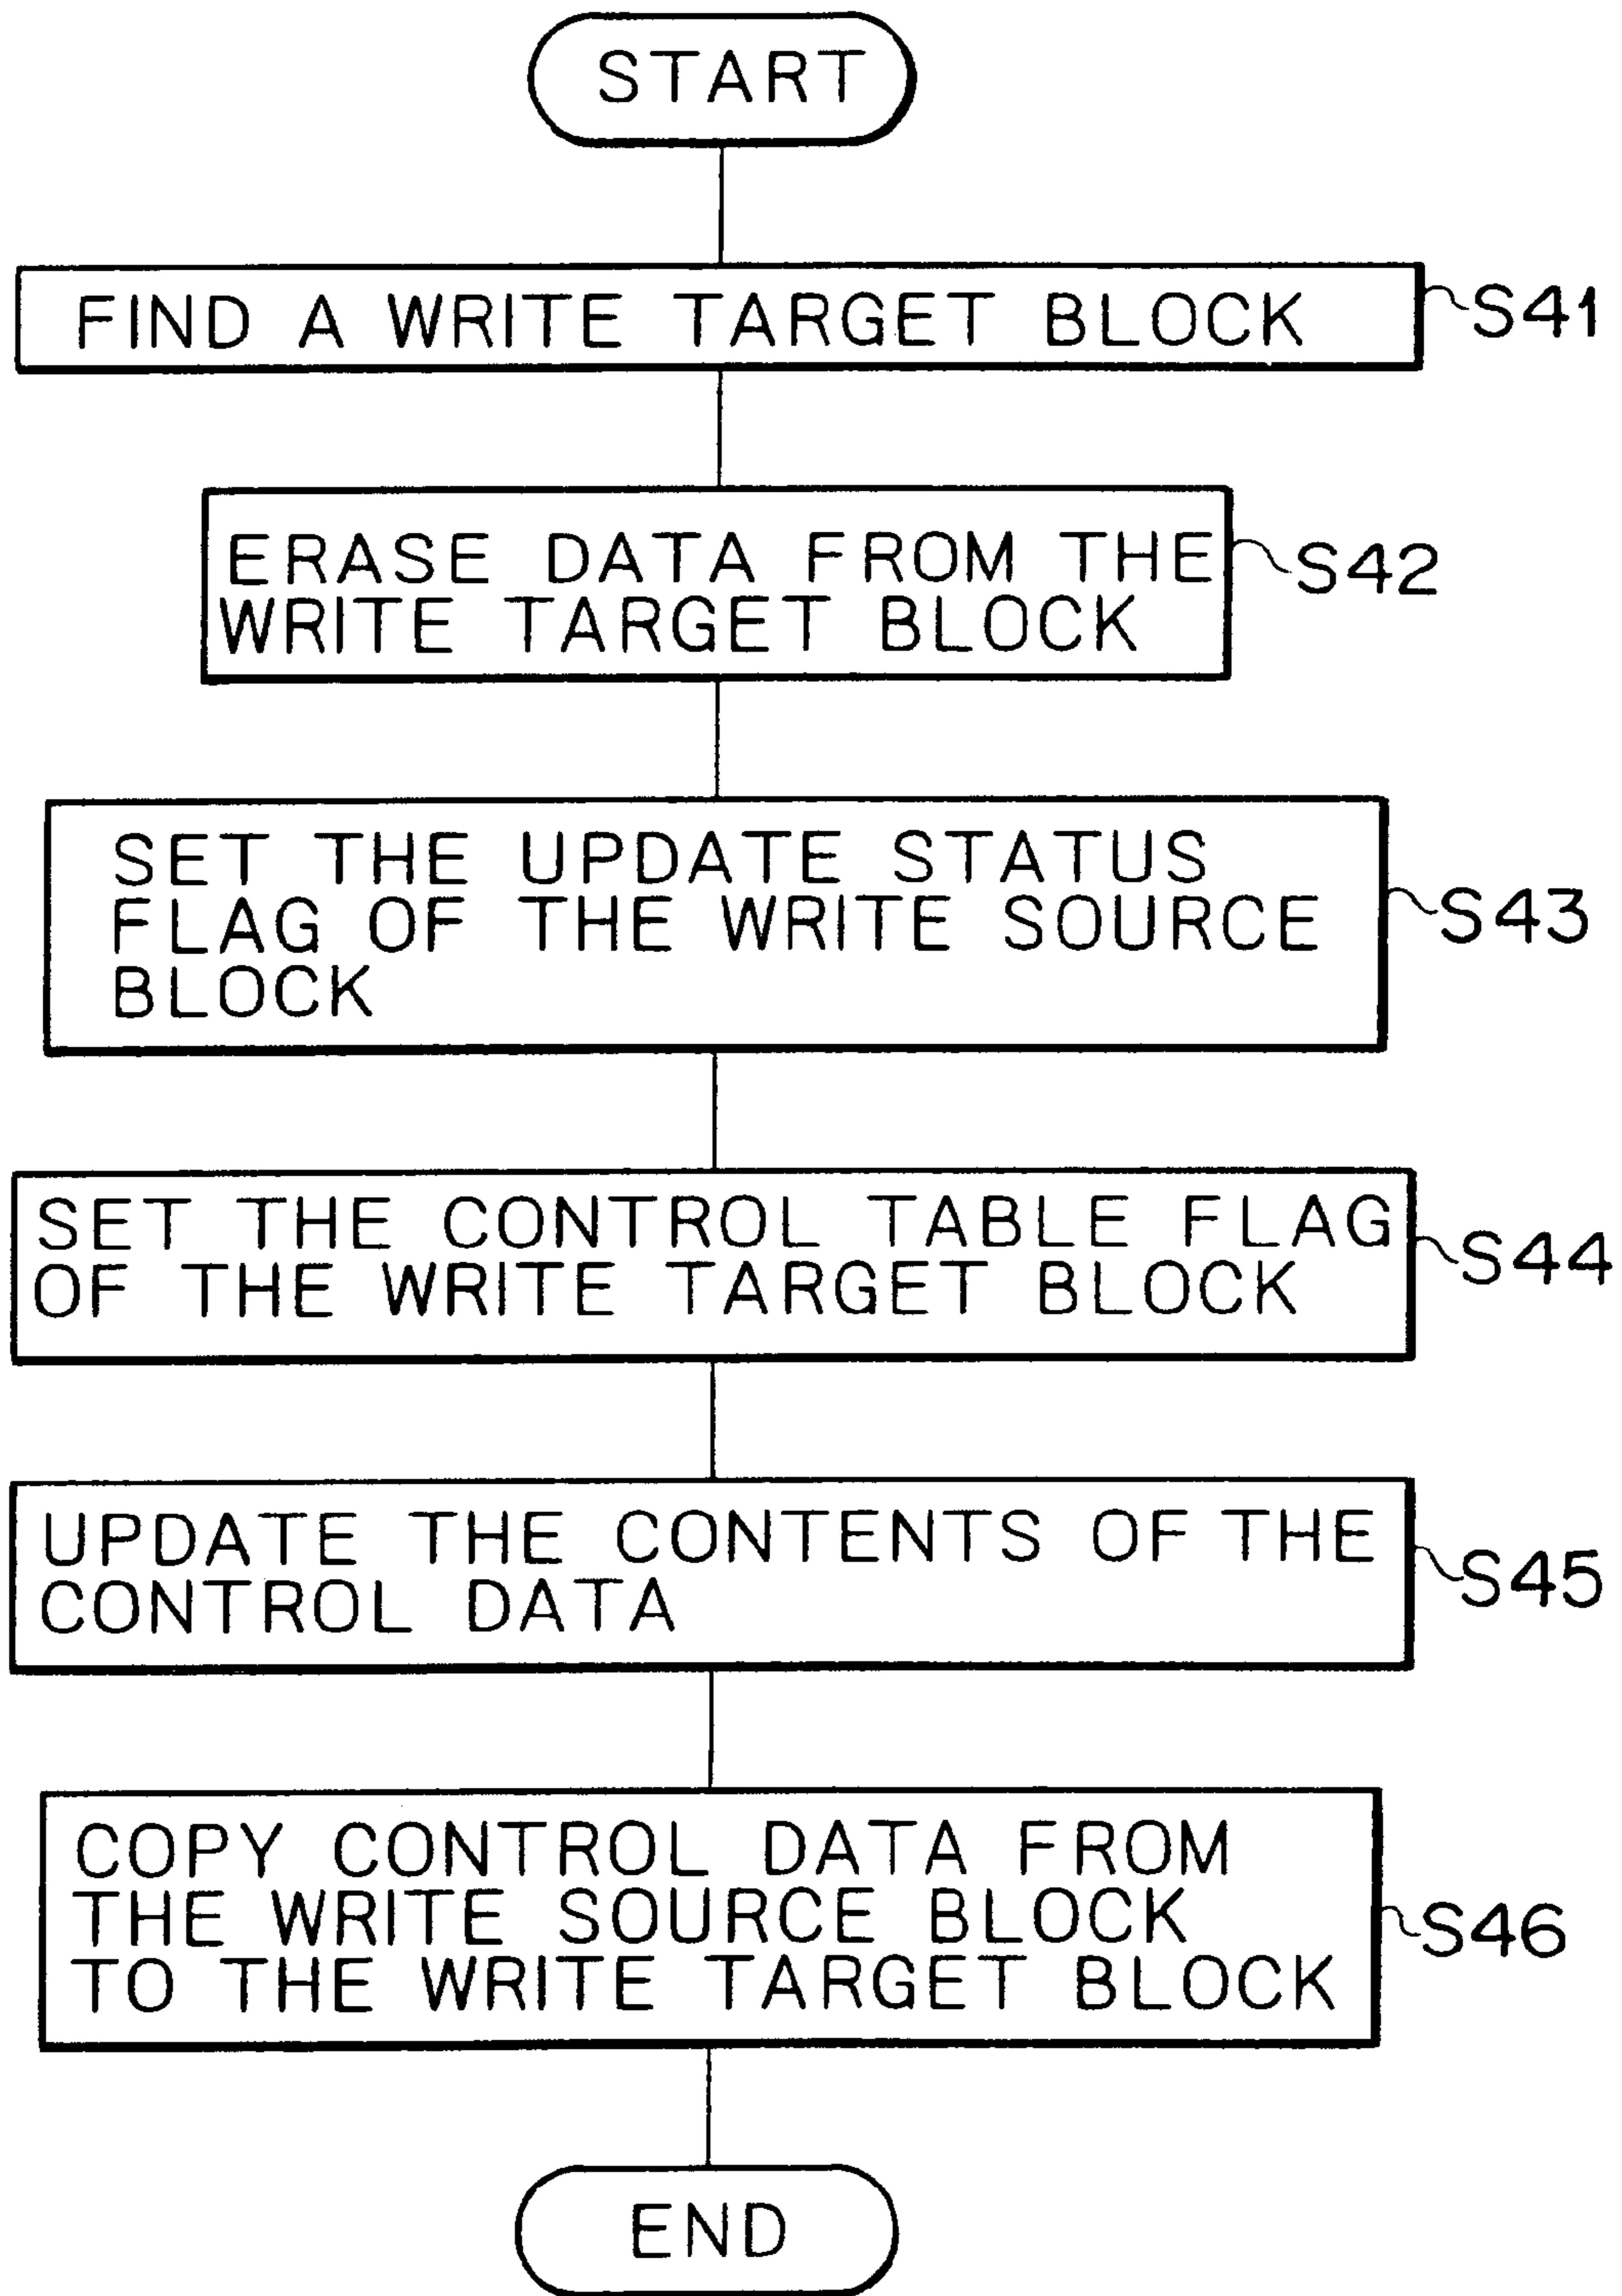 START
FIND A WRITE TARGET BLOCK
S41
ERASE DATA FROM THE
WRITE TARGET BLOCK
S42
SET THE UPDATE STATUS
FLAG OF THE WRITE SOURCE
BLOCK
S43
SET THE CONTROL TABLE FLAG
OF THE WRITE TARGET BLOCK
S44
UPDATE THE CONTENTS OF THE
CONTROL DATA
S45
COPY CONTROL DATA FROM
THE WRITE SOURCE BLOCK
TO THE WRITE TARGET BLOCK
S46
END